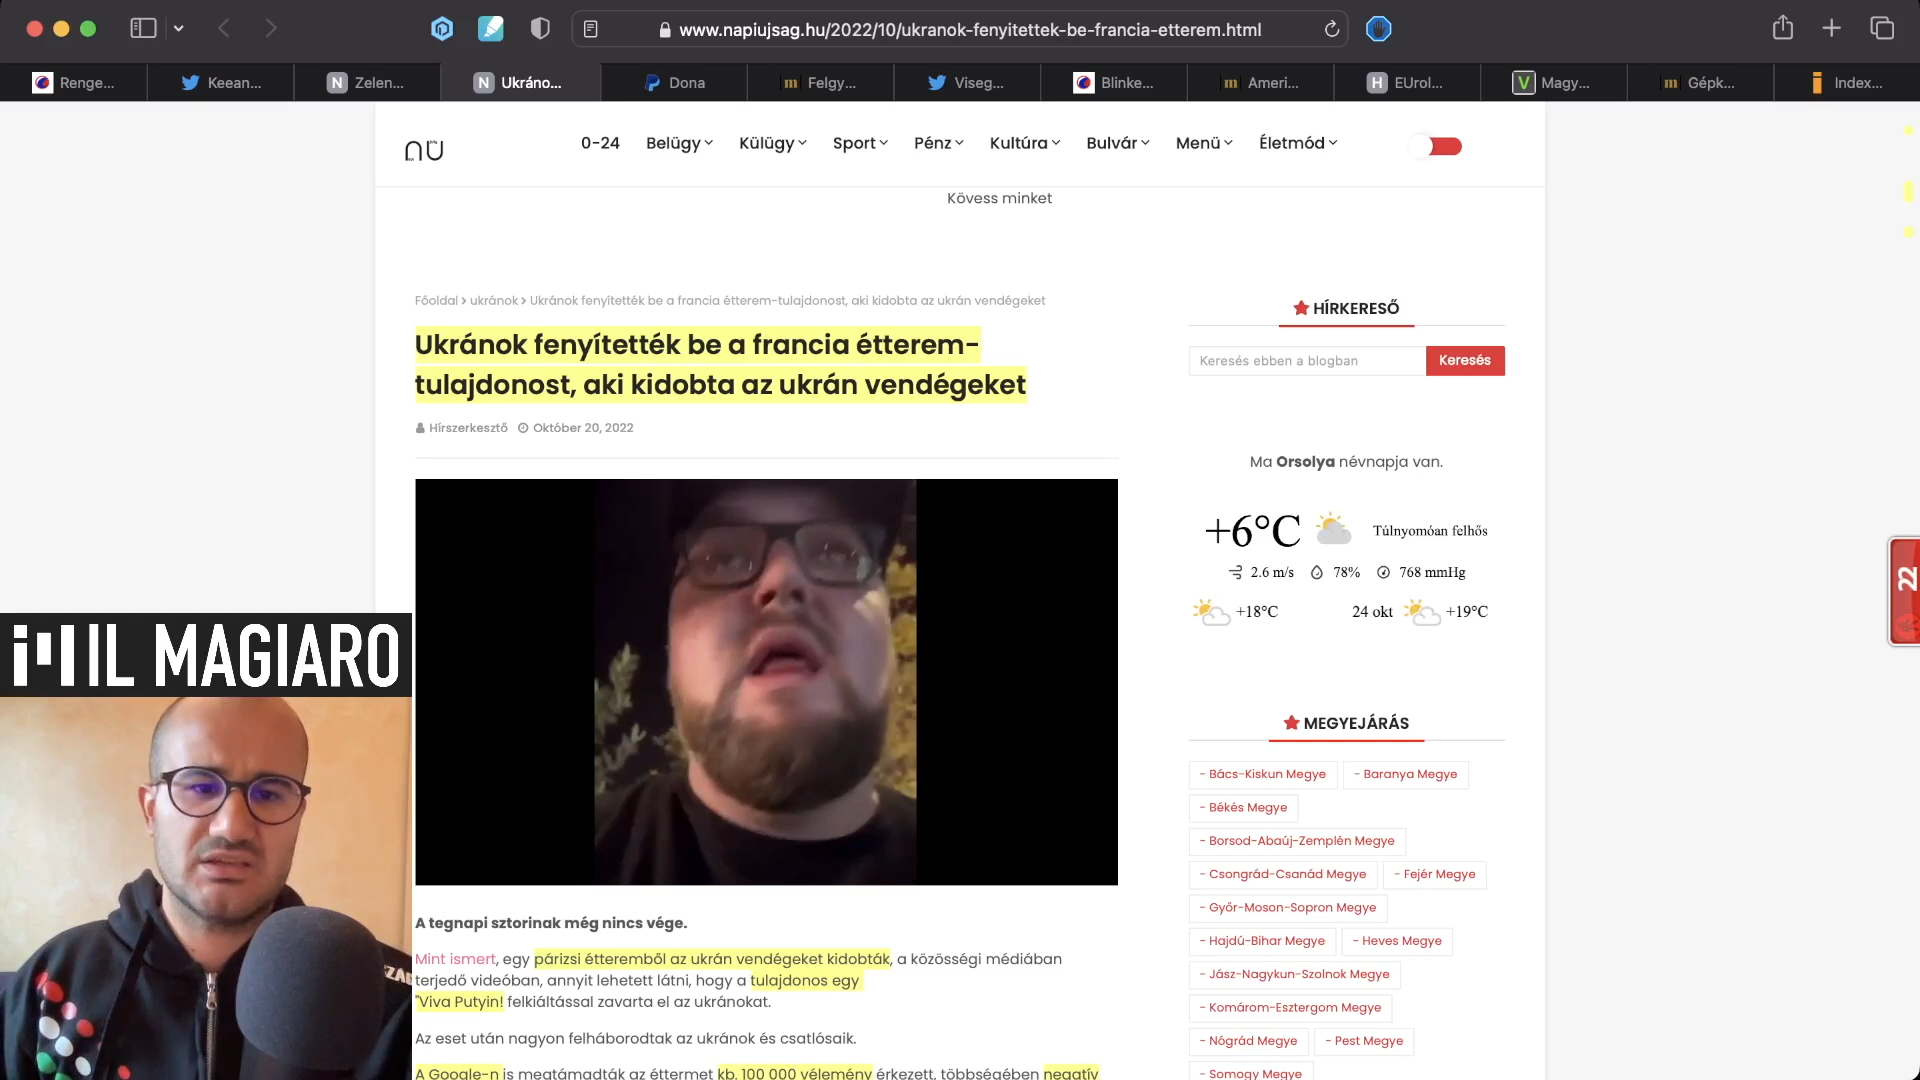 www.napiujsag.hu/2022/10/ukranok-fenyitettek-be-francia-etterem.html
Renge...
Keean...
N Zelen...
N Ukráno...
Dona
m Felgy...
Viseg...
Blinke...
m Ameri...
H EUrol...
V Magy...
m Gépk...
Index...
nU
0-24 Belügy Külügy Sport Pénz Kultúra Bulvár Menü Életmód
Kövess minket
Főoldal > ukránok > Ukránok fenyítették be a francia étterem-tulajdonost, aki kidobta az ukrán vendégeket
Ukránok fenyítették be a francia étterem-
tulajdonost, aki kidobta az ukrán vendégeket
Hírszerkesztő Október 20, 2022
A tegnapi sztorinak még nincs vége.
Mint ismert, egy párizsi étteremből az ukrán vendégeket kidobták, a közösségi médiában
terjedő videóban, annyit lehetett látni, hogy a tulajdonos egy
"Viva Putyin! felkiáltással zavarta el az ukránokat.
Az eset után nagyon felháborodtak az ukránok és csatlósaik.
A Google-n is megtámadták az éttermet kb. 100 000 vélemény érkezett, többségében negatív
HÍRKERESŐ
Keresés ebben a blogban
Keresés
Ma Orsolya névnapja van.
+6°C Túlnyomóan felhős
2.6 m/s 78% 768 mmHg
+18°C 24 okt +19°C
MEGYEJÁRÁS
- Bács-Kiskun Megye - Baranya Megye
- Békés Megye
- Borsod-Abaúj-Zemplén Megye
- Csongrád-Csanád Megye - Fejér Megye
- Győr-Moson-Sopron Megye
- Hajdú-Bihar Megye - Heves Megye
- Jász-Nagykun-Szolnok Megye
- Komárom-Esztergom Megye
- Nógrád Megye - Pest Megye
- Somogy Megye
22
IL MAGIARO